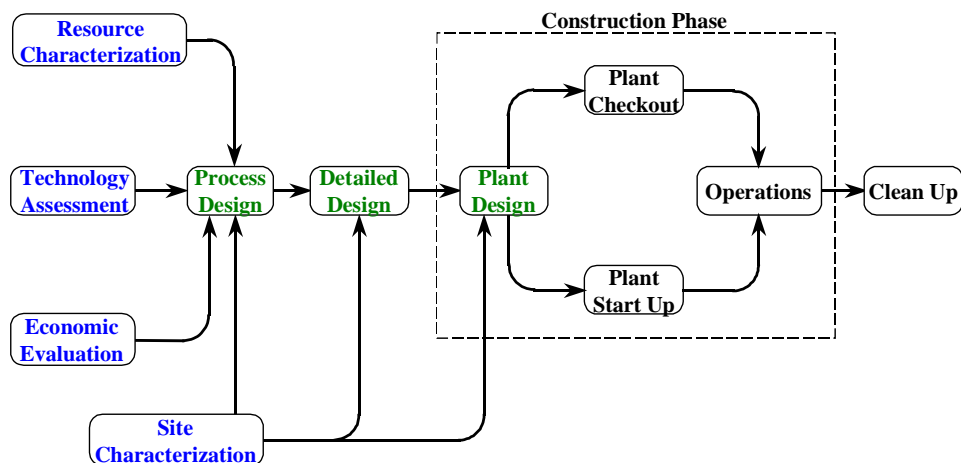 Construction Phase
Resource
Characterization
Plant
Checkout
Technology
Assessment
Process
Design
Detailed
Design
Plant
Design
Operations
Clean Up
Plant
Start Up
Economic
Evaluation
Site
Characterization